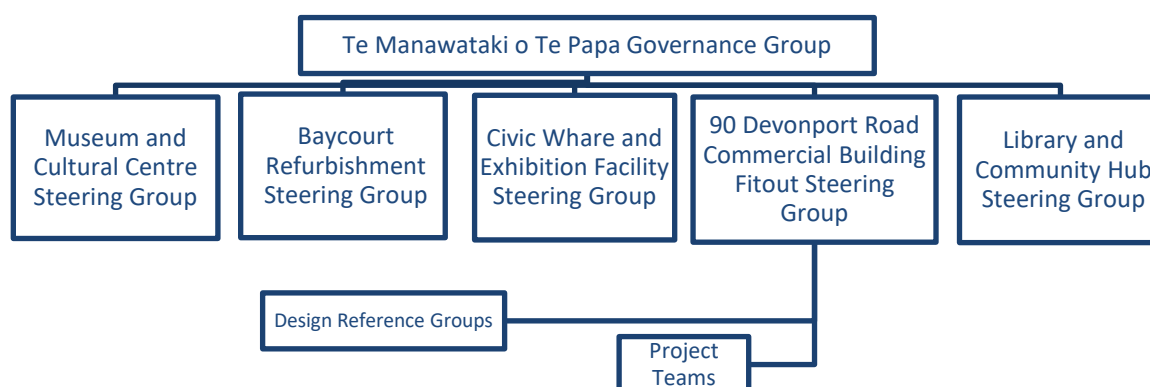 Te Manawataki o Te Papa Governance Group
Museum and
Cultural Centre
Steering Group
Baycourt
Refurbishment
Steering Group
Civic Whare and
Exhibition Facility
Steering Group
90 Devonport Road
Commercial Building
Fitout Steering
Group
Library and
Community Hub
Steering Group
Design Reference Groups
Project
Teams